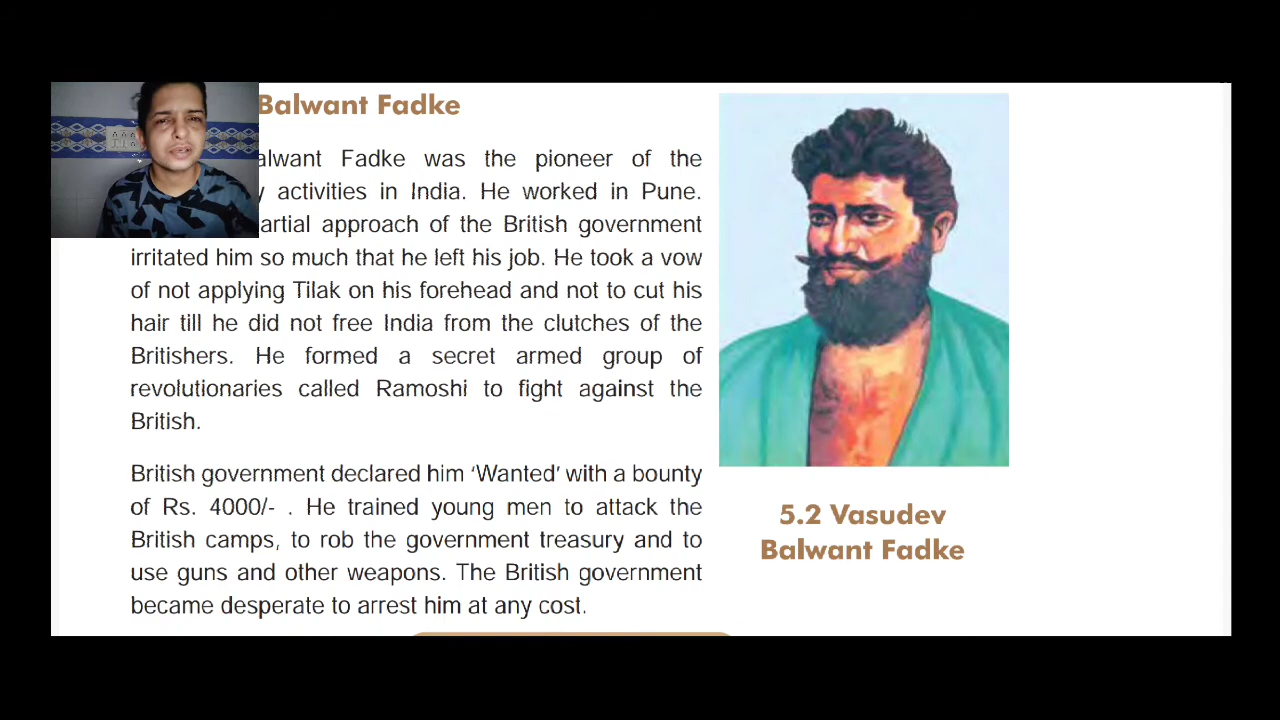 Balwant Fadke
alwant Fadke was the pioneer of the
y activities in India. He worked in Pune.
artial approach of the British government
irritated him so much that he left his job. He took a vow
of not applying Tilak on his forehead and not to cut his
hair till he did not free India from the clutches of the
Britishers. He formed a secret armed group of
revolutionaries called Ramoshi to fight against the
British.
British government declared him ‘Wanted’ with a bounty
of Rs. 4000/- . He trained young men to attack the
British camps, to rob the government treasury and to
use guns and other weapons. The British government
became desperate to arrest him at any cost.
5.2 Vasudev
Balwant Fadke